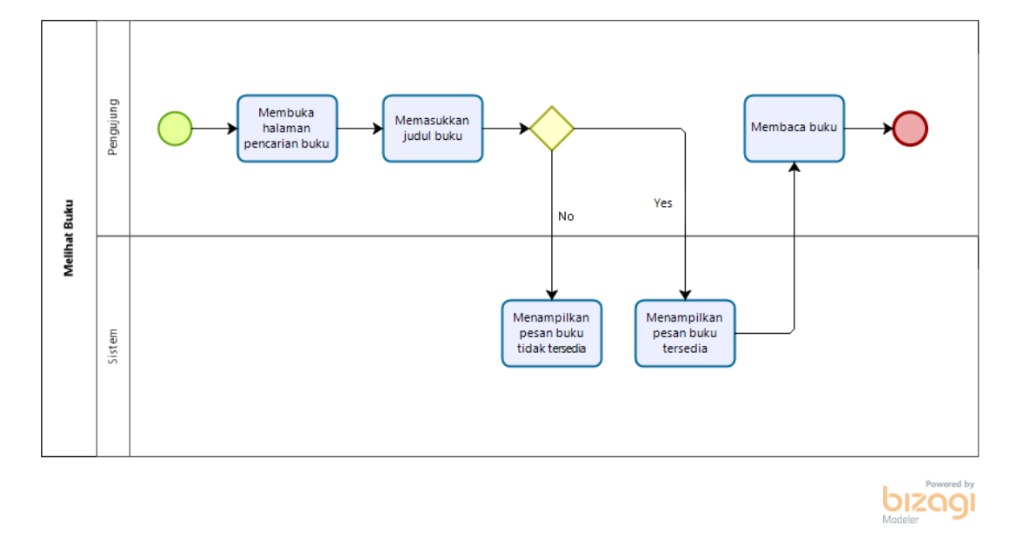 Melihat Buku
Pengujung
Membuka
halaman
pencarian buku
Memasukkan
judul buku
No
Yes
Membaca buku
Sistem
Menampilkan
pesan buku
tidak tersedia
Menampilkan
pesan buku
tersedia
Powered by
bizagi
Modeler